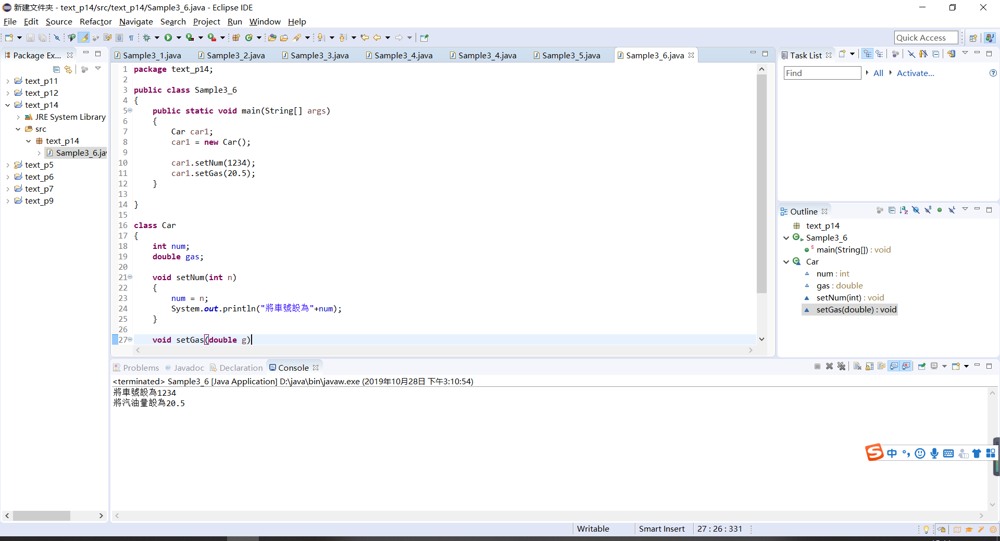 新建文件夹 - text_p14/src/text_p14/Sample3_6.java - Eclipse IDE
File Edit Source Refactor Navigate Search Project Run Window Help
Quick Access
Package Ex...
text_p11
text_p12
text_p14
JRE System Library
src
text_p14
Sample3_6.jav
text_p5
text_p6
text_p7
text_p9
Sample3_1.java Sample3_2.java Sample3_3.java Sample3_4.java Sample3_4.java Sample3_5.java Sample3_6.java
1 package text_p14;
2
3 public class Sample3_6
4 {
5 public static void main(String[] args)
6 {
7 Car car1;
8 car1 = new Car();
9
10 car1.setNum(1234);
11 car1.setGas(20.5);
12 }
13
14 }
15
16 class Car
17 {
18 int num;
19 double gas;
20
21 void setNum(int n)
22 {
23 num = n;
24 System.out.println("將車號設為"+num);
25 }
26
27 void setGas(double g)
Task List
Find All Activate...
Outline
text_p14
Sample3_6
main(String[]) : void
Car
num : int
gas : double
setNum(int) : void
setGas(double) : void
Problems @ Javadoc Declaration Console
<terminated> Sample3_6 [Java Application] D:\java\bin\javaw.exe (2019年10月28日 下午3:10:54)
將車號設為1234
將汽油量設為20.5
中
Writable Smart Insert 27 : 26 : 331